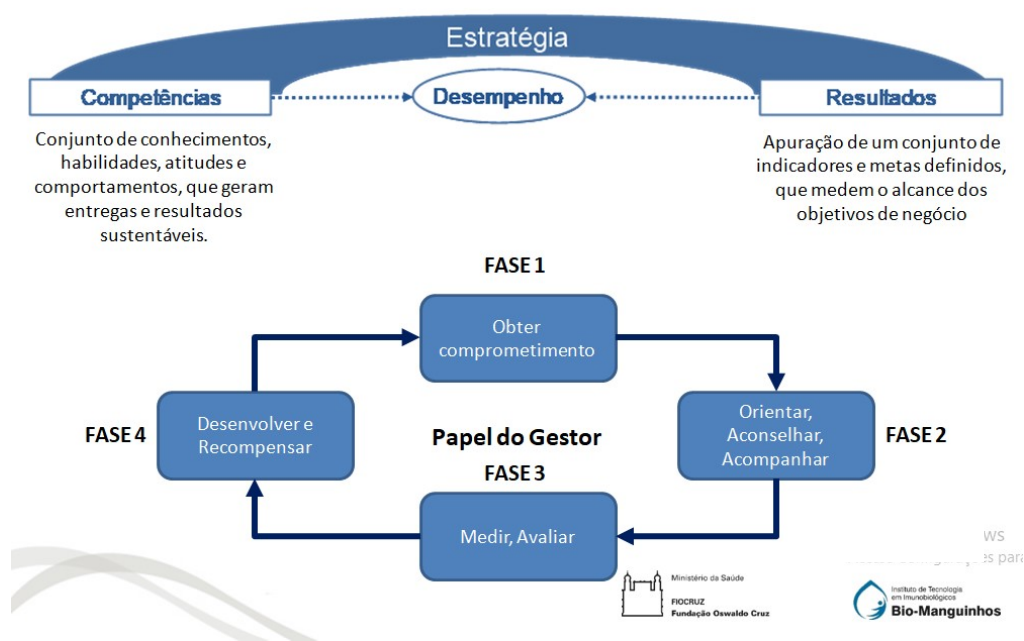 Estratégia
Competências
Desempenho
Resultados
Conjunto de conhecimentos,
habilidades, atitudes e
comportamentos, que geram
entregas e resultados
sustentáveis.
Apuração de um conjunto de
indicadores e metas definidos,
que medem o alcance dos
objetivos de negócio
FASE 1
Obter
comprometimento
FASE 4
Desenvolver e
Recompensar
Papel do Gestor
Orientar,
Aconselhar,
Acompanhar
FASE 2
FASE 3
Medir, Avaliar
ws
para
Ministério da Saúde
FIOCRUZ
Fundação Oswaldo Cruz
Instituto de Tecnologia
em Imunobiológicos
Bio-Manguinhos